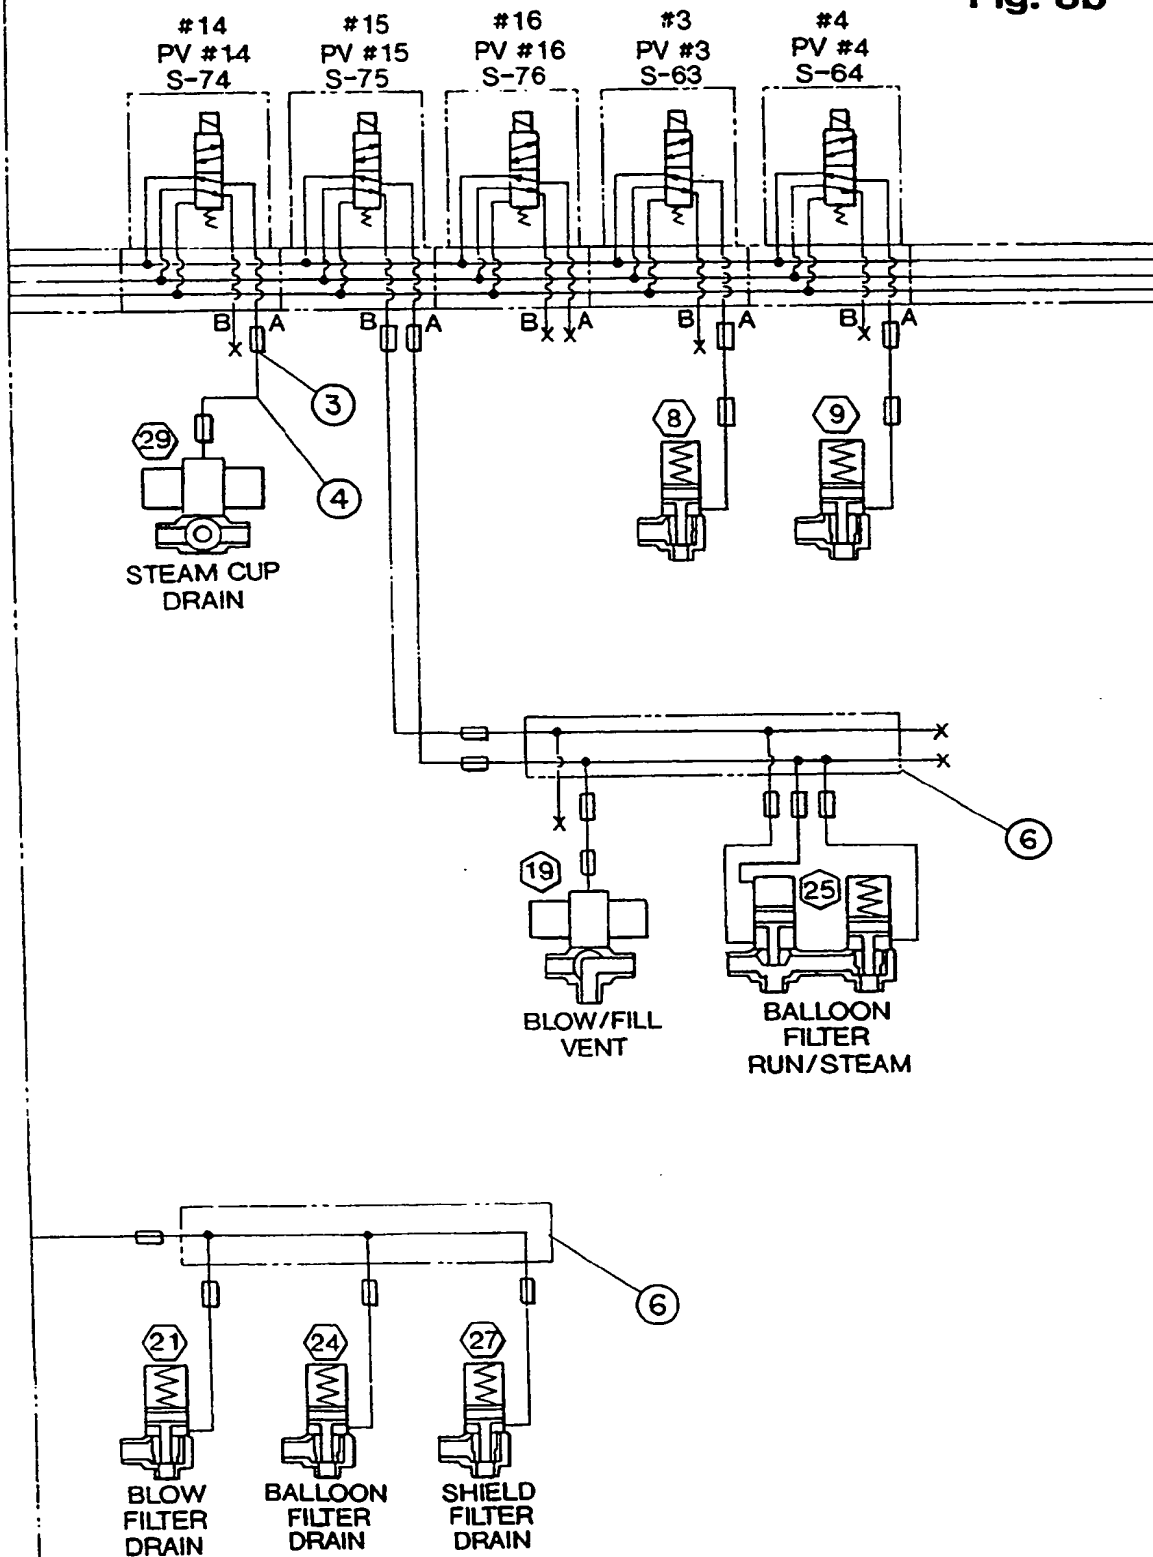 Fig. 8b
#14
PV #14
S-74
#15
PV #15
S-75
#16
PV #16
S-76
#3
PV #3
S-63
#4
PV #4
S-64
B
A
B
A
B
A
B
A
B
A
3
29
4
8
9
STEAM CUP
DRAIN
6
19
25
BLOW/FILL
VENT
BALLOON
FILTER
RUN/STEAM
6
21
24
27
BLOW
FILTER
DRAIN
BALLOON
FILTER
DRAIN
SHIELD
FILTER
DRAIN